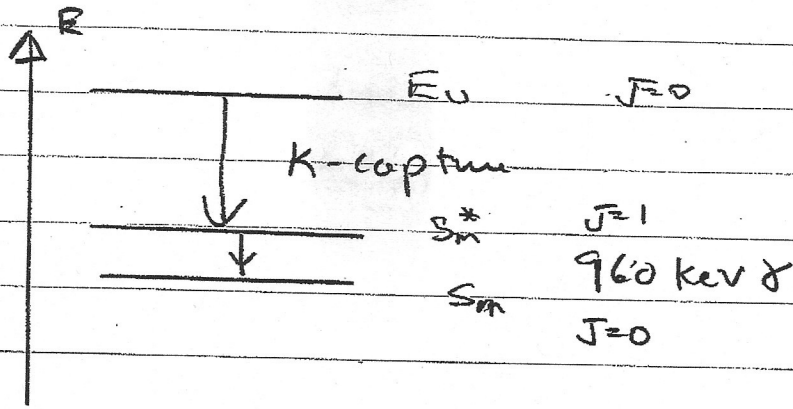 E
Eu J=0
K-capture
Sm* J=1
960 keV γ
Sm
J=0